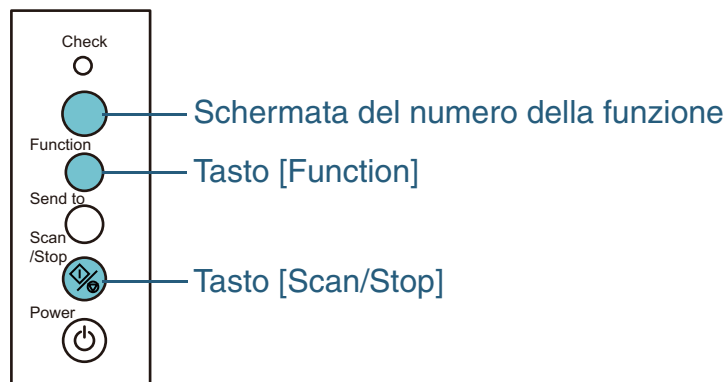 Check
Schermata del numero della funzione
Function
Tasto [Function]
Send to
Scan
/Stop
Tasto [Scan/Stop]
Power